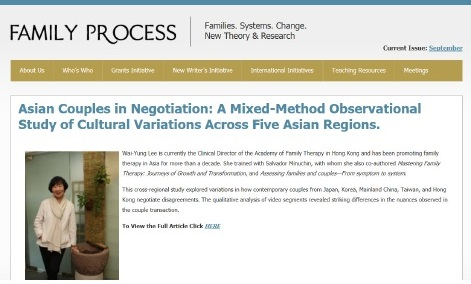 FAMILY PROCESS
Families. Systems. Change.
New Theory & Research
Current Issue: September
About Us Who's Who Grants Initiative New Writer's Initiative International Initiatives Teaching Resources Meetings
Asian Couples in Negotiation: A Mixed-Method Observational
Study of Cultural Variations Across Five Asian Regions.
Wai-Yung Lee is currently the Clinical Director of the Academy of Family Therapy in Hong Kong and has been promoting family
therapy in Asia for more than a decade. She trained with Salvador Minuchin, with whom she also co-authored Mastering Family
Therapy: Journeys of Growth and Transformation, and Assessing families and couples—From symptom to system.
This cross-regional study explored variations in how contemporary couples from Japan, Korea, Mainland China, Taiwan, and Hong
Kong negotiate disagreements. The qualitative analysis of video segments revealed striking differences in the nuances observed in
the couple transaction.
To View the Full Article Click HERE